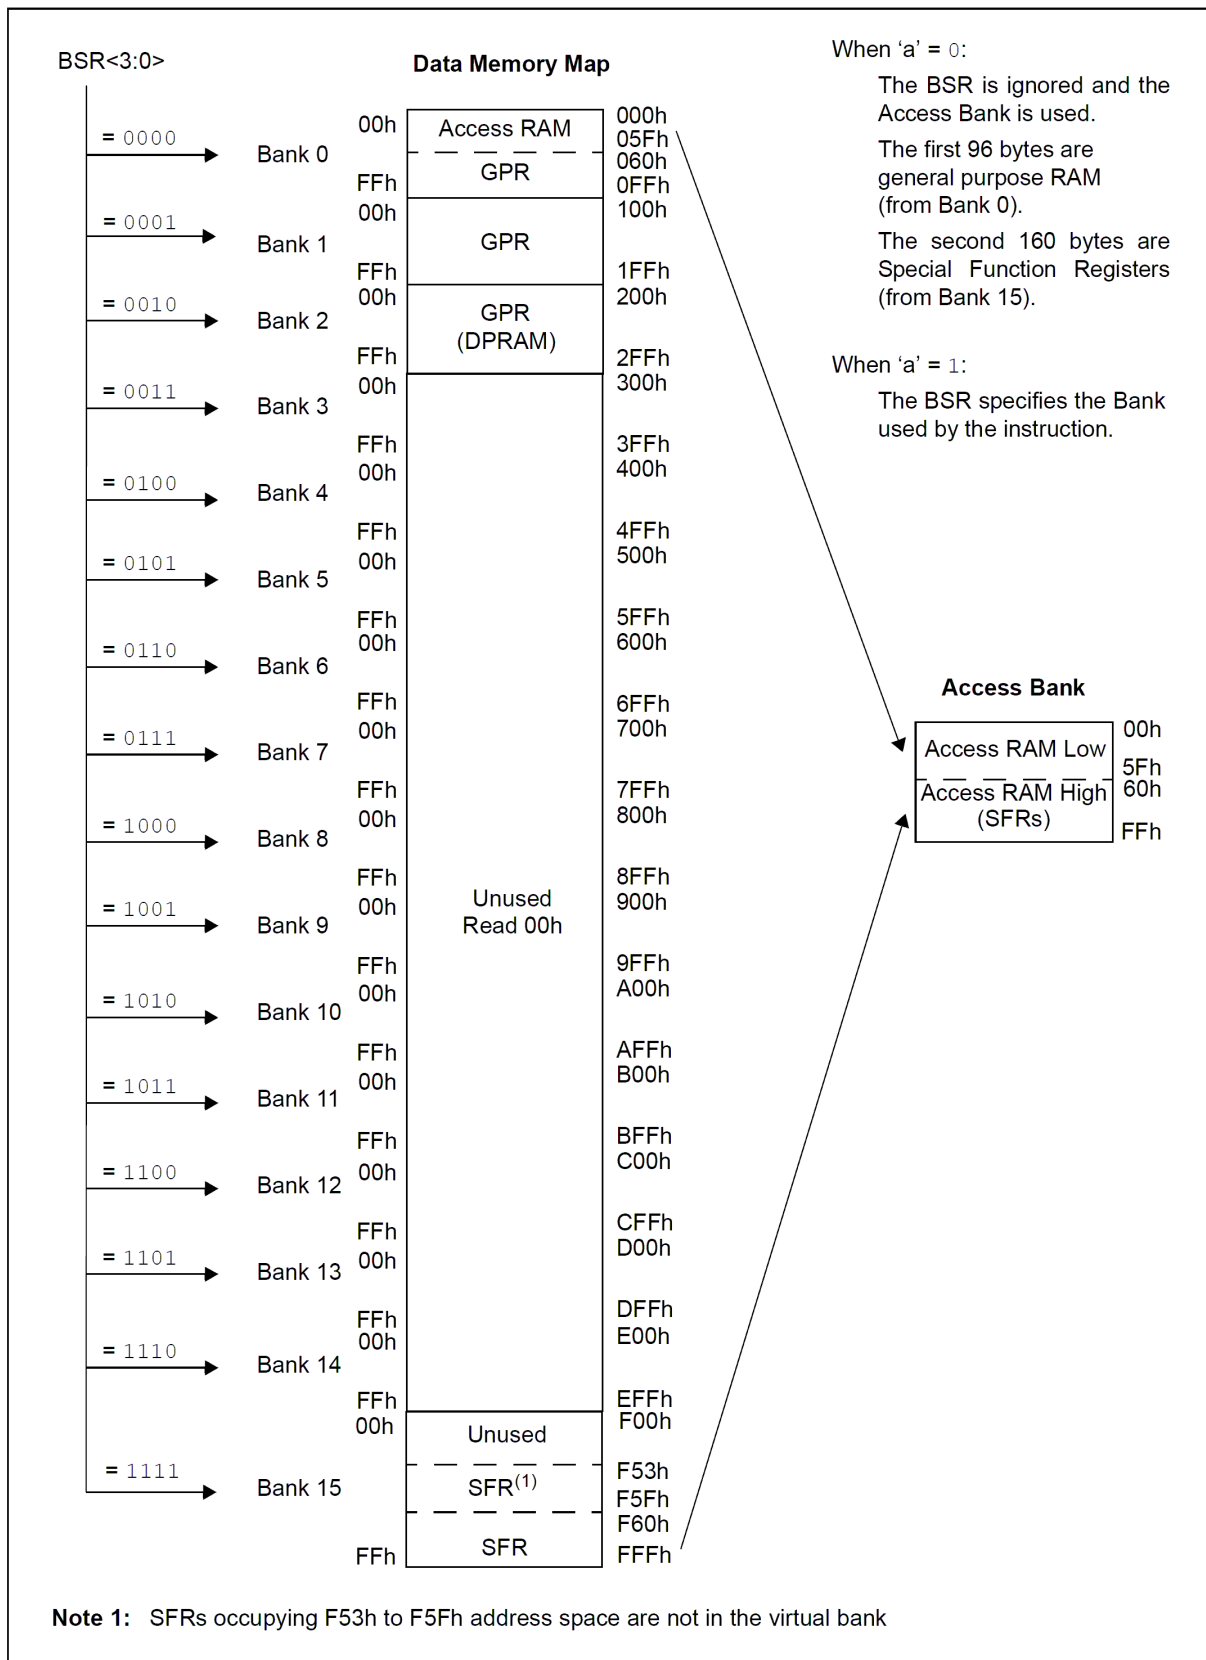 BSR<3:0>
Data Memory Map
When ‘a’ = 0:
The BSR is ignored and the
Access Bank is used.
The first 96 bytes are
general purpose RAM
(from Bank 0).
The second 160 bytes are
Special Function Registers
(from Bank 15).
When ‘a’ = 1:
The BSR specifies the Bank
used by the instruction.
= 0000
Bank 0
00h
Access RAM
000h
05Fh
GPR
060h
FFh
0FFh
= 0001
Bank 1
00h
100h
GPR
FFh
1FFh
= 0010
Bank 2
00h
200h
GPR
(DPRAM)
FFh
2FFh
= 0011
Bank 3
00h
300h
FFh
3FFh
= 0100
Bank 4
00h
400h
FFh
4FFh
= 0101
Bank 5
00h
500h
FFh
5FFh
= 0110
Bank 6
00h
600h
FFh
6FFh
= 0111
Bank 7
00h
700h
FFh
7FFh
= 1000
Bank 8
00h
800h
FFh
8FFh
= 1001
Bank 9
00h
900h
Unused
Read 00h
FFh
9FFh
= 1010
Bank 10
00h
A00h
FFh
AFFh
= 1011
Bank 11
00h
B00h
FFh
BFFh
= 1100
Bank 12
00h
C00h
FFh
CFFh
= 1101
Bank 13
00h
D00h
FFh
DFFh
= 1110
Bank 14
00h
E00h
FFh
EFFh
= 1111
Bank 15
00h
F00h
Unused
F53h
SFR(1)
F5Fh
F60h
SFR
FFh
FFFh
Access Bank
Access RAM Low
00h
5Fh
Access RAM High
(SFRs)
60h
FFh
Note 1: SFRs occupying F53h to F5Fh address space are not in the virtual bank